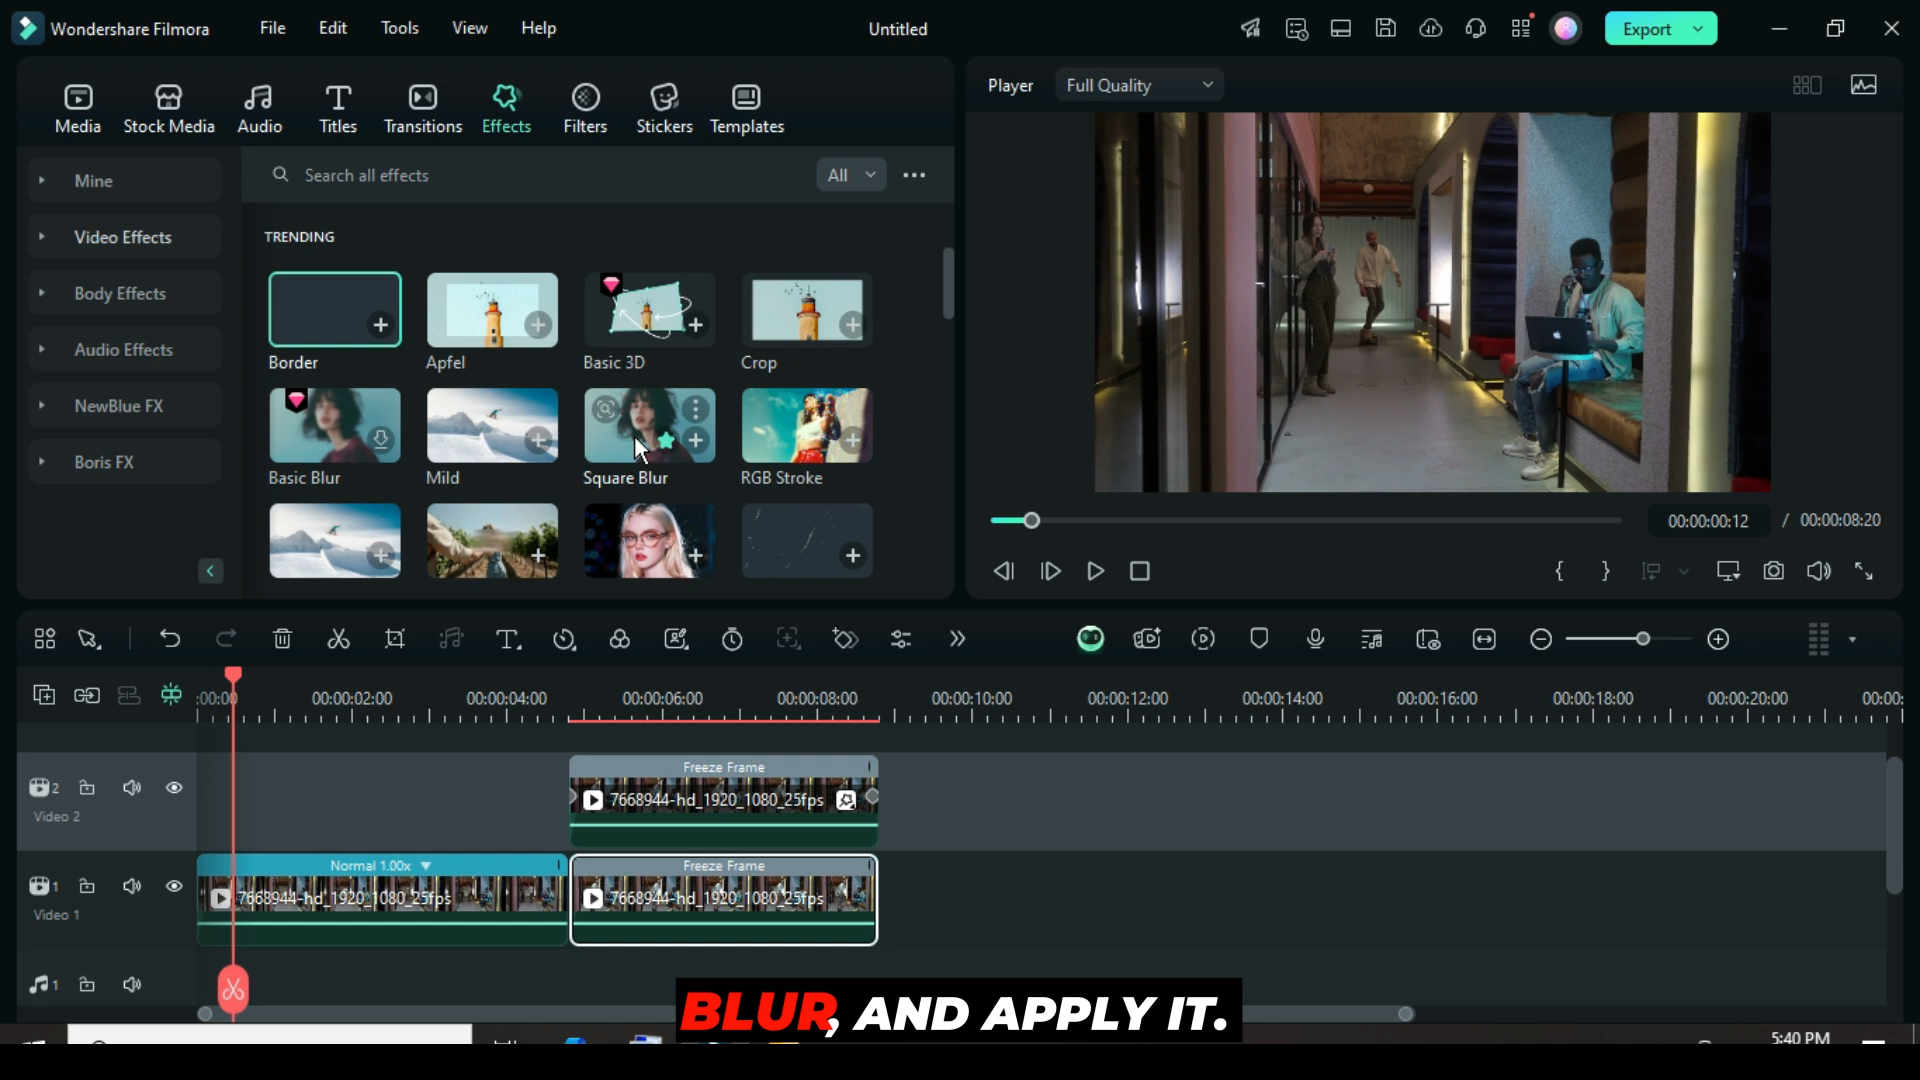 Wondershare Filmora
File
Edit
Tools
View
Help
Untitled
Export
Media
Stock Media
Audio
Titles
Transitions
Effects
Filters
Stickers
Templates
Player
Full Quality
Mine
Video Effects
Body Effects
Audio Effects
NewBlue FX
Boris FX
Search all effects
All
TRENDING
Border
Apfel
Basic 3D
Crop
Basic Blur
Mild
Square Blur
RGB Stroke
00:00:00:12 / 00:00:08:20
:00:00
00:00:02:00
00:00:04:00
00:00:06:00
00:00:08:00
00:00:10:00
00:00:12:00
00:00:14:00
00:00:16:00
00:00:18:00
00:00:20:00
00:00:
2
Video 2
Freeze Frame
7668944-hd_1920_1080_25fps
1
Video 1
Normal 1.00x
7668944-hd_1920_1080_25fps
Freeze Frame
7668944-hd_1920_1080_25fps
1
BLUR, AND APPLY IT.
5:40 PM